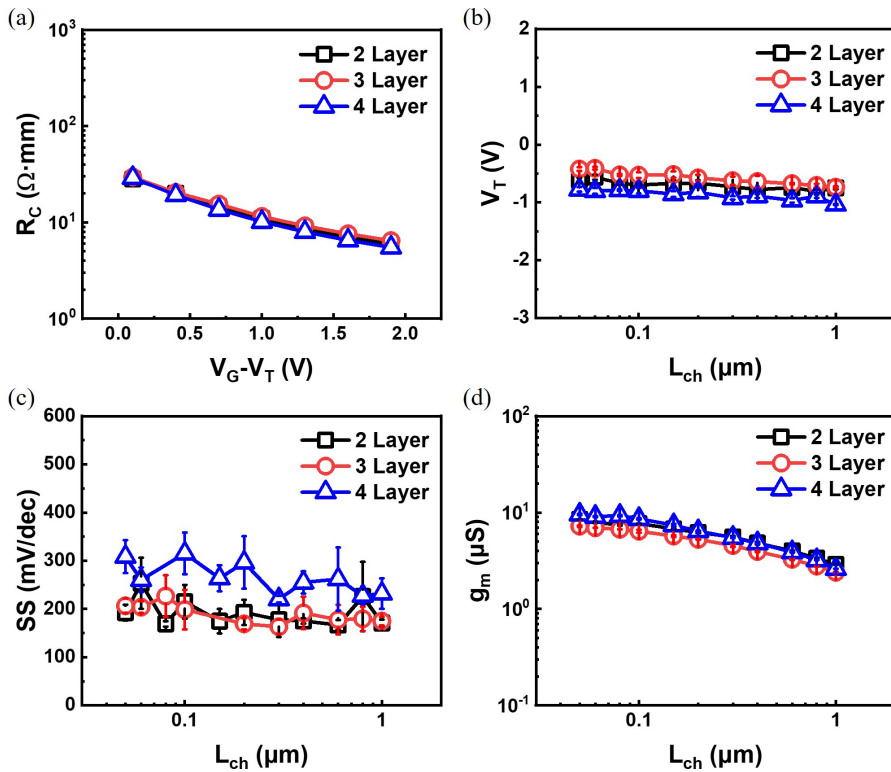 (a)
10³
10²
10¹
10⁰
R_C (Ω·mm)
2 Layer
3 Layer
4 Layer
0.0 0.5 1.0 1.5 2.0
V_G-V_T (V)
(b)
2
1
0
-1
-2
-3
V_T (V)
2 Layer
3 Layer
4 Layer
0.1 1
L_ch (μm)
(c)
600
500
400
300
200
100
0
SS (mV/dec)
2 Layer
3 Layer
4 Layer
0.1 1
L_ch (μm)
(d)
10²
10¹
10⁰
10⁻¹
g_m (μS)
2 Layer
3 Layer
4 Layer
0.1 1
L_ch (μm)